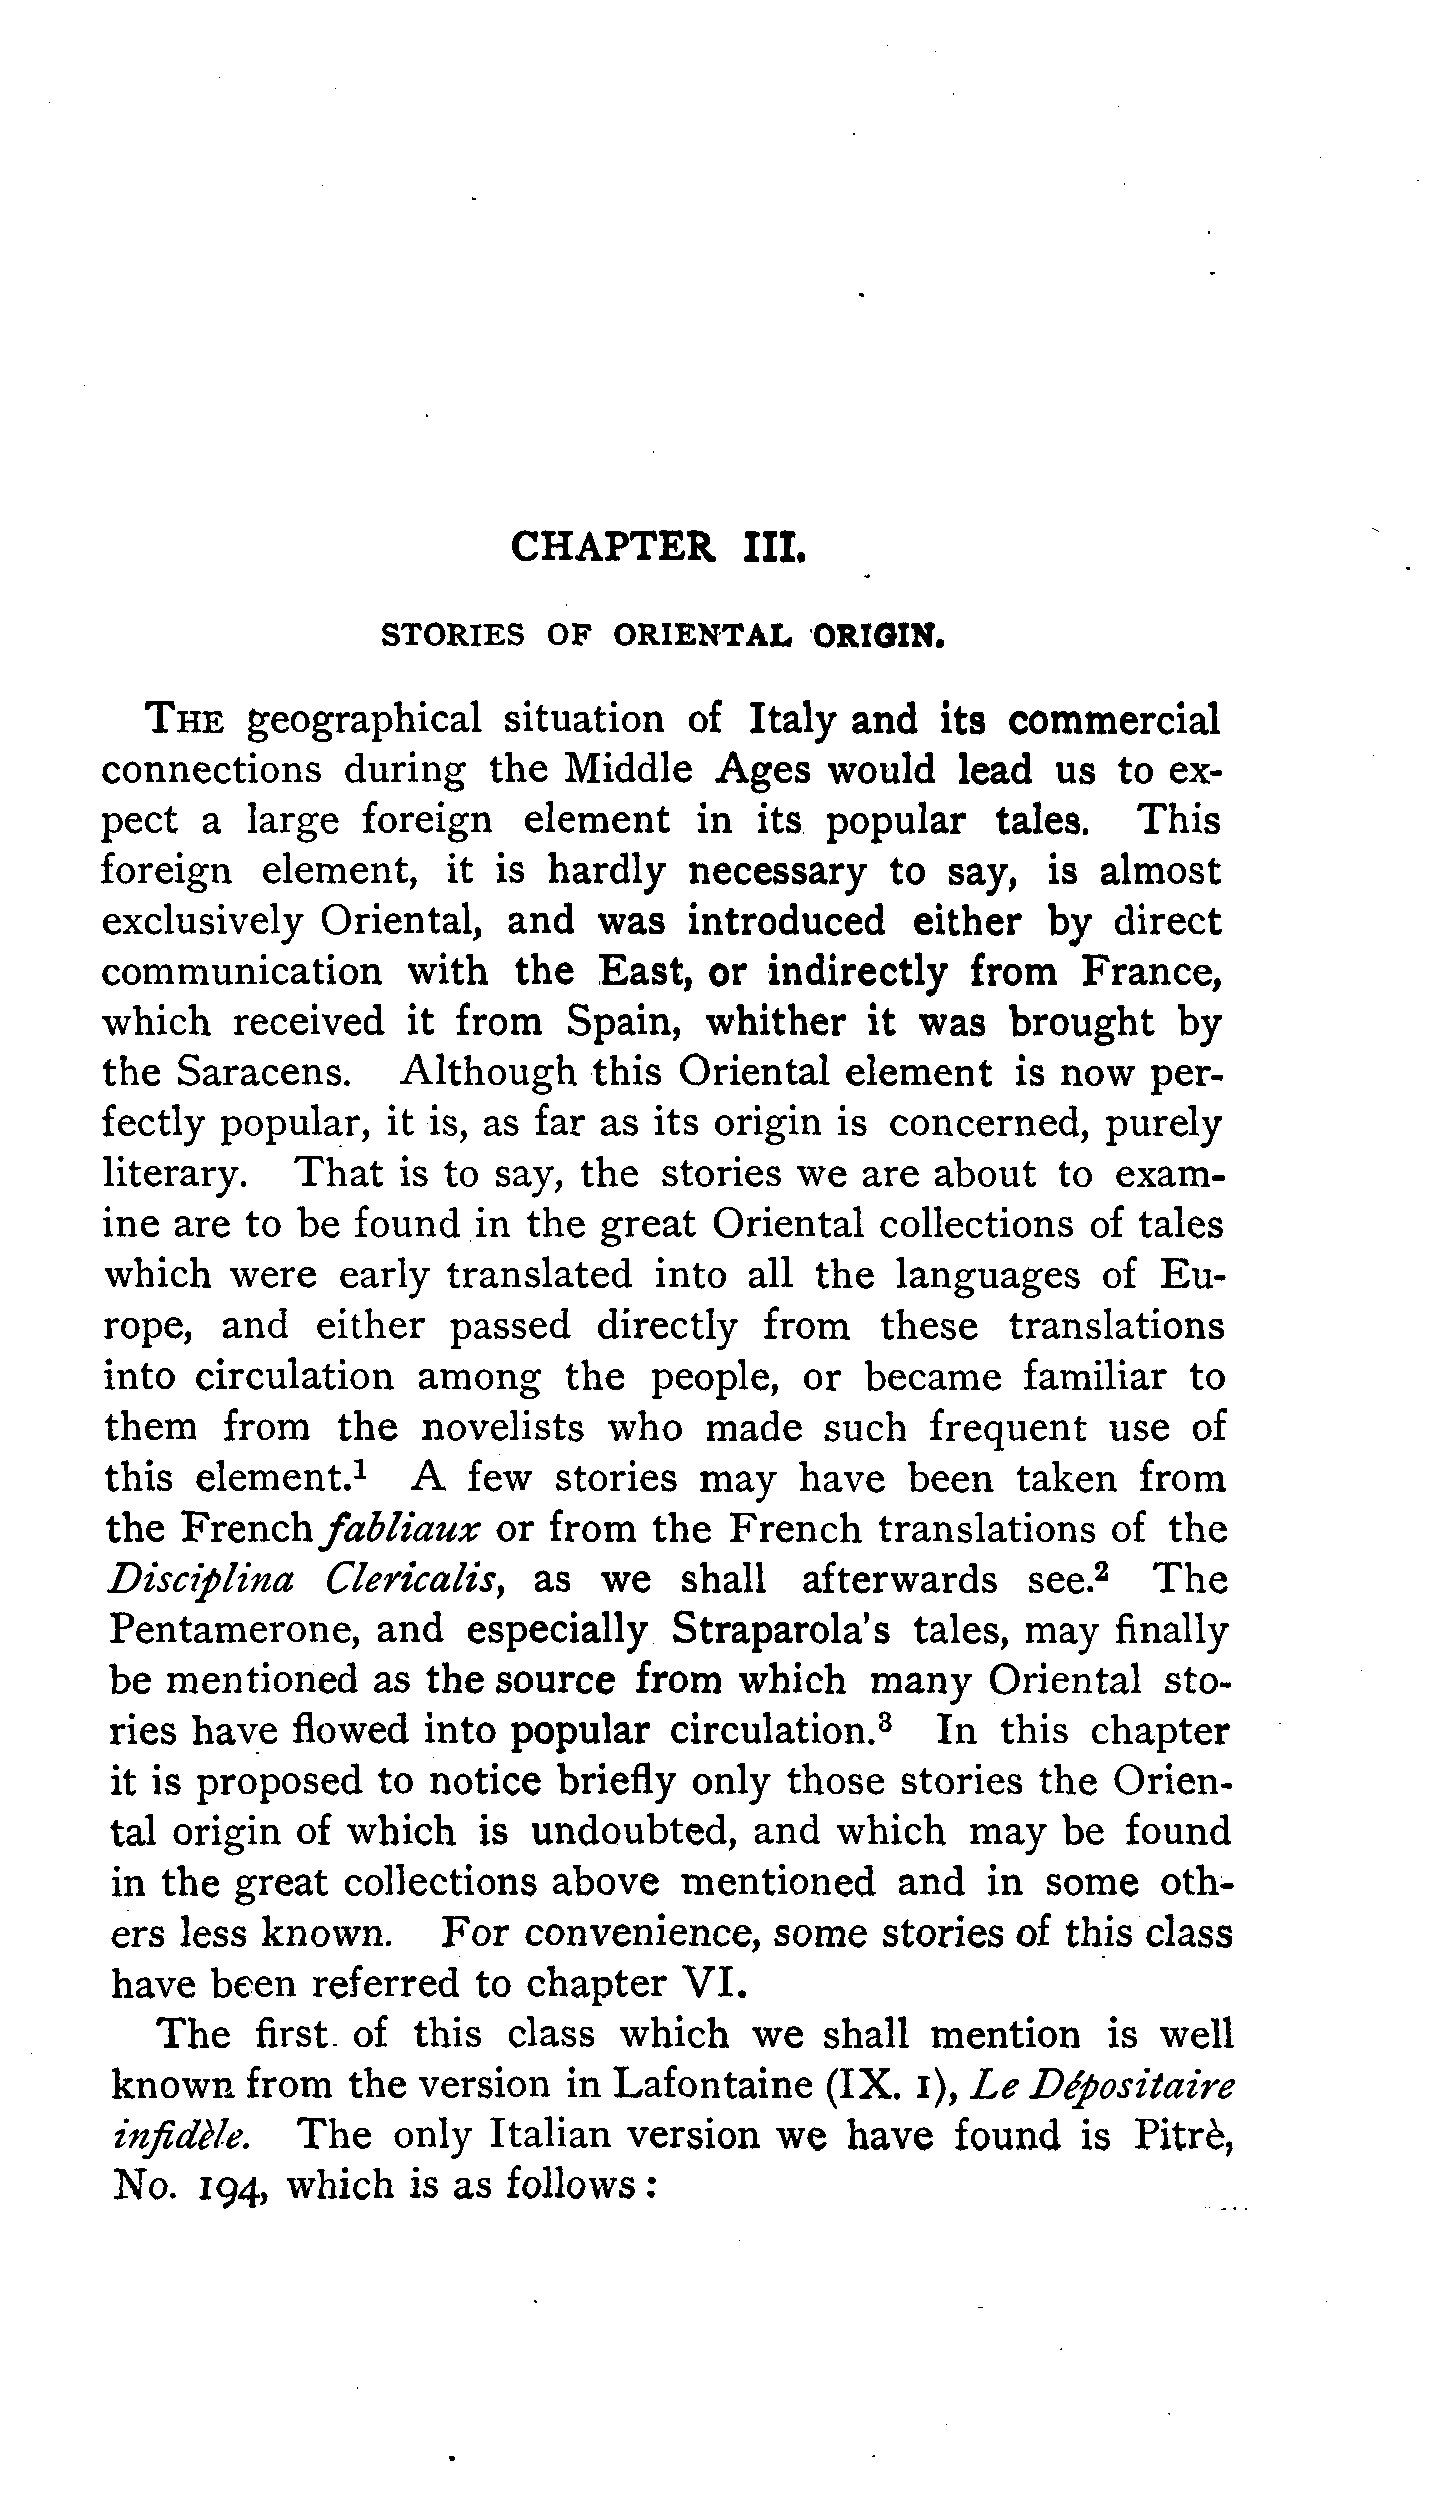 CHAPTER III.
STORIES OF ORIENTAL ORIGIN.
THE geographical situation of Italy and its commercial
connections during the Middle Ages would lead us to ex-
pect a large foreign element in its popular tales. This
foreign element, it is hardly necessary to say, is almost
exclusively Oriental, and was introduced either by direct
communication with the East, or indirectly from France,
which received it from Spain, whither it was brought by
the Saracens. Although this Oriental element is now per-
fectly popular, it is, as far as its origin is concerned, purely
literary. That is to say, the stories we are about to exam-
ine are to be found in the great Oriental collections of tales
which were early translated into all the languages of Eu-
rope, and either passed directly from these translations
into circulation among the people, or became familiar to
them from the novelists who made such frequent use of
this element.¹ A few stories may have been taken from
the French fabliaux or from the French translations of the
Disciplina Clericalis, as we shall afterwards see.² The
Pentamerone, and especially Straparola's tales, may finally
be mentioned as the source from which many Oriental sto-
ries have flowed into popular circulation.³ In this chapter
it is proposed to notice briefly only those stories the Orien-
tal origin of which is undoubted, and which may be found
in the great collections above mentioned and in some oth-
ers less known. For convenience, some stories of this class
have been referred to chapter VI.
The first of this class which we shall mention is well
known from the version in Lafontaine (IX. 1), Le Dépositaire
infidèle. The only Italian version we have found is Pitrè,
No. 194, which is as follows: